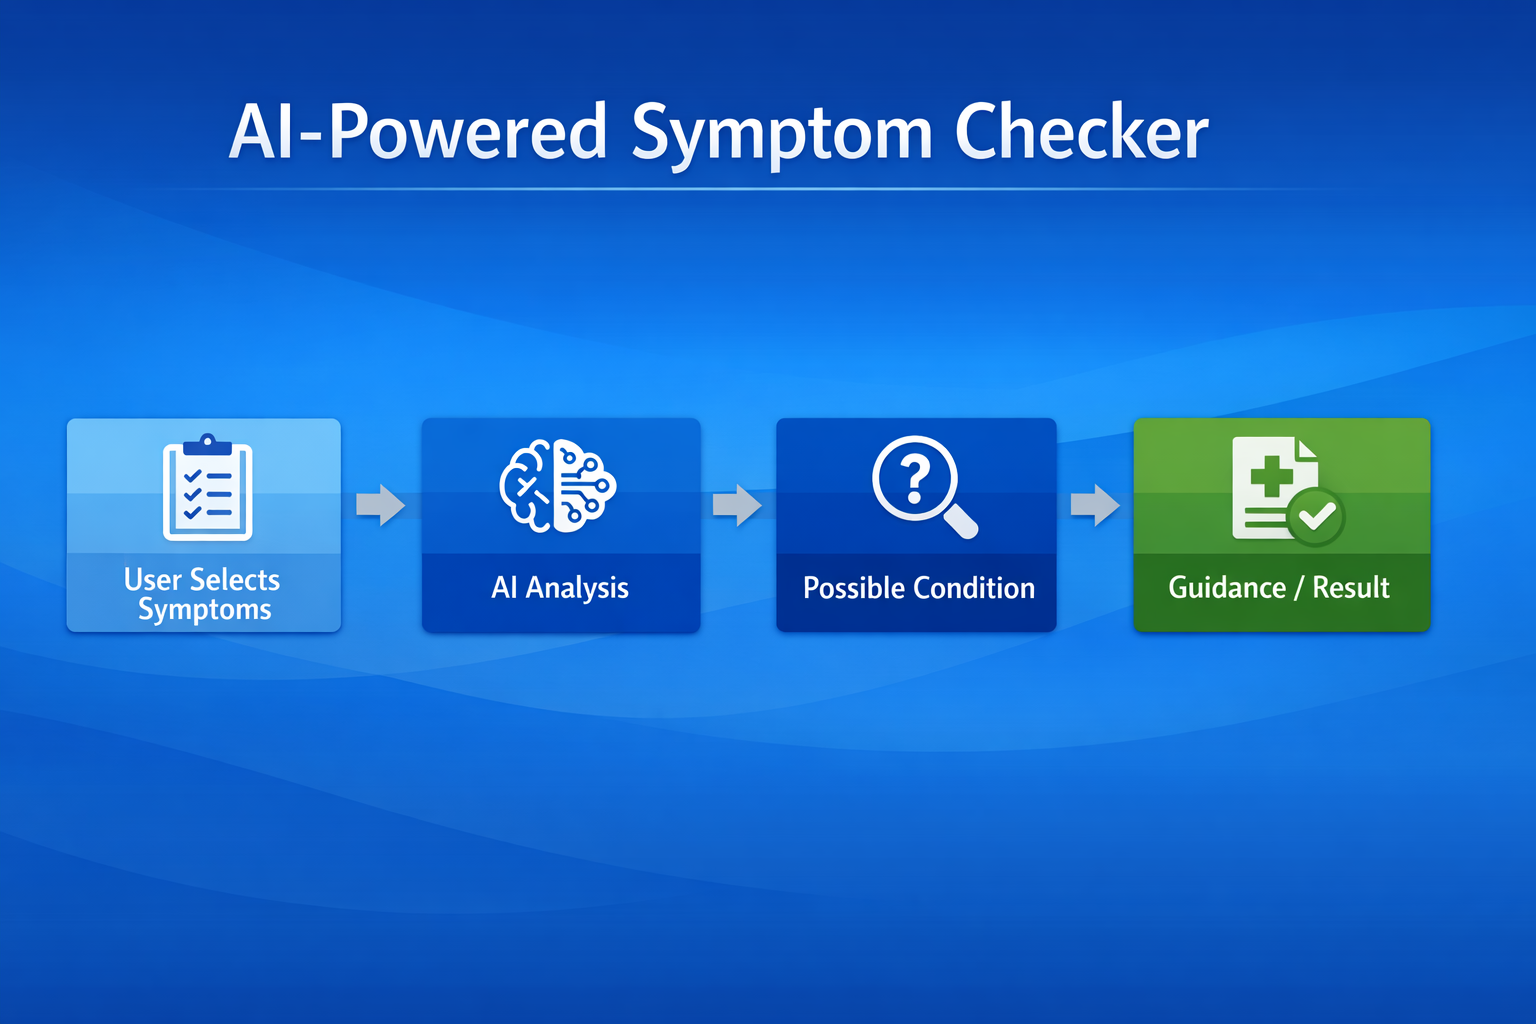 AI-Powered Symptom Checker
User Selects
Symptoms
AI Analysis
?
Possible Condition
Guidance / Result